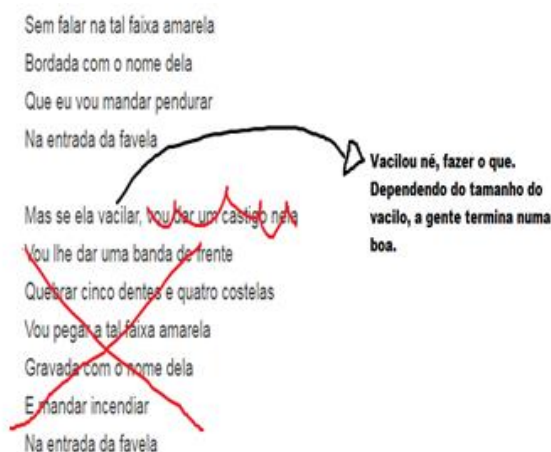 Sem falar na tal faixa amarela
Bordada com o nome dela
Que eu vou mandar pendurar
Na entrada da favela
Mas se ela vacilar, vou dar um castigo nela
Vou lhe dar uma banda de frente
Quebrar cinco dentes e quatro costelas
Vou pegar a tal faixa amarela
Gravada com o nome dela
E mandar incendiar
Na entrada da favela
Vacilou né, fazer o que.
Dependendo do tamanho do
vacilo, a gente termina numa
boa.